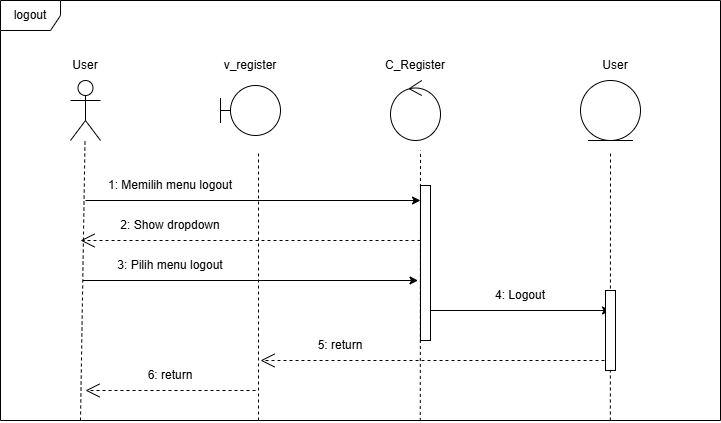 logout
User
v_register
C_Register
User
1: Memilih menu logout
2: Show dropdown
3: Pilih menu logout
4: Logout
5: return
6: return